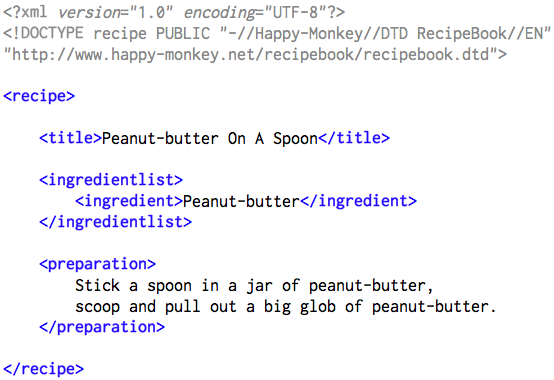 <?xml version="1.0" encoding="UTF-8"?>
<!DOCTYPE recipe PUBLIC "-//Happy-Monkey//DTD RecipeBook//EN"
"http://www.happy-monkey.net/recipebook/recipebook.dtd">
<recipe>
<title>Peanut-butter On A Spoon</title>
<ingredientlist>
<ingredient>Peanut-butter</ingredient>
</ingredientlist>
<preparation>
Stick a spoon in a jar of peanut-butter,
scoop and pull out a big glob of peanut-butter.
</preparation>
</recipe>